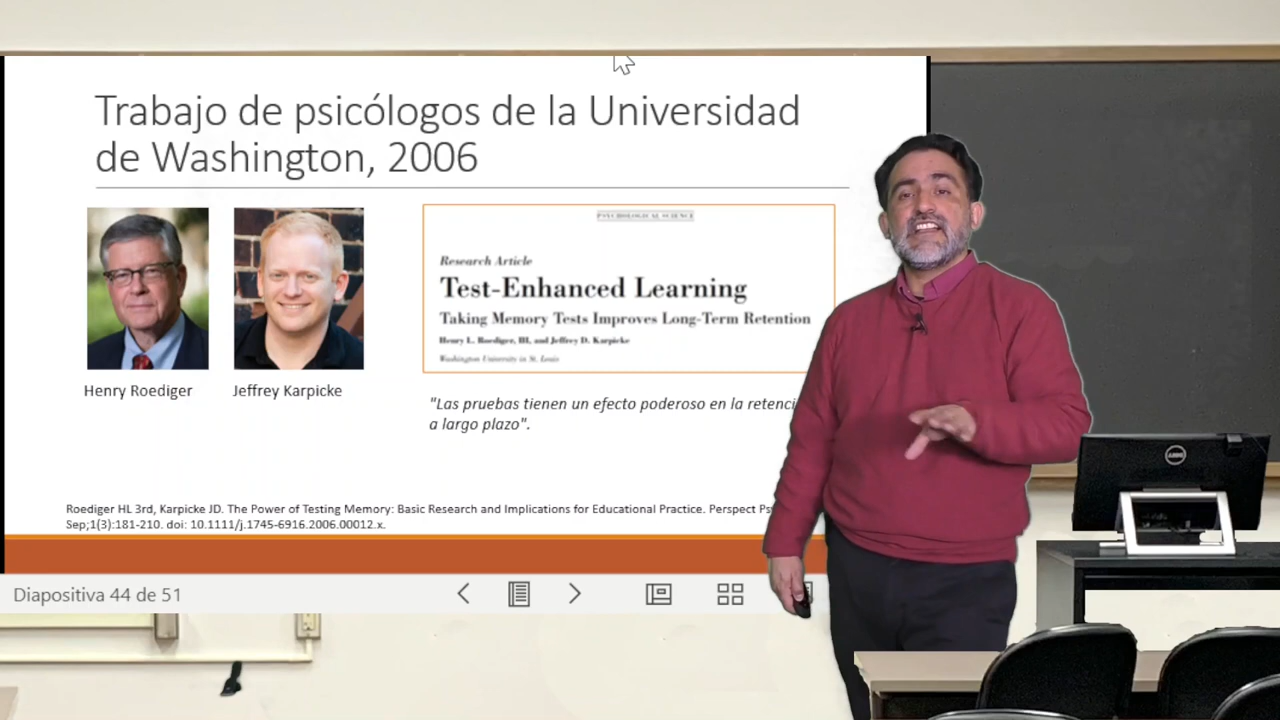 Trabajo de psicólogos de la Universidad
de Washington, 2006
PSYCHOLOGICAL SCIENCE
Research Article
Test-Enhanced Learning
Taking Memory Tests Improves Long-Term Retention
Henry L. Roediger, III, and Jeffrey D. Karpicke
Washington University in St. Louis
Henry Roediger
Jeffrey Karpicke
"Las pruebas tienen un efecto poderoso en la
a largo plazo".
Roediger HL 3rd, Karpicke JD. The Power of Testing Memory: Basic Research and Implications for Educational Practice. Perspect
Sep;1(3):181-210. doi: 10.1111/j.1745-6916.2006.00012.x.
Diapositiva 44 de 51
DELL